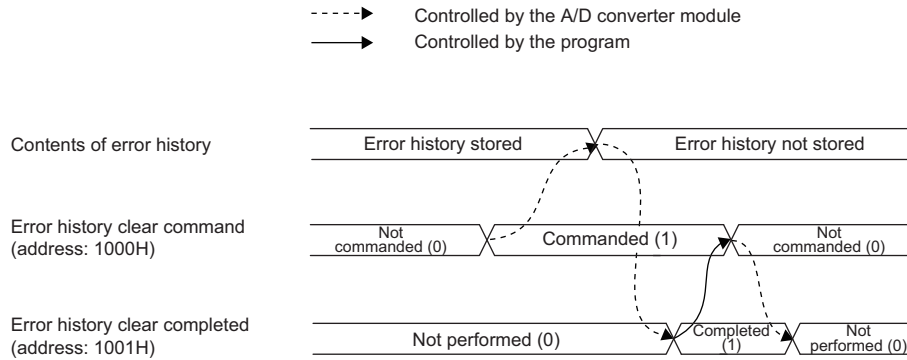 Controlled by the A/D converter module
Controlled by the program
Contents of error history
Error history stored
Error history not stored
Error history clear command
(address: 1000H)
Not
commanded (0)
Commanded (1)
Not
commanded (0)
Error history clear completed
(address: 1001H)
Not performed (0)
Completed
(1)
Not
performed (0)